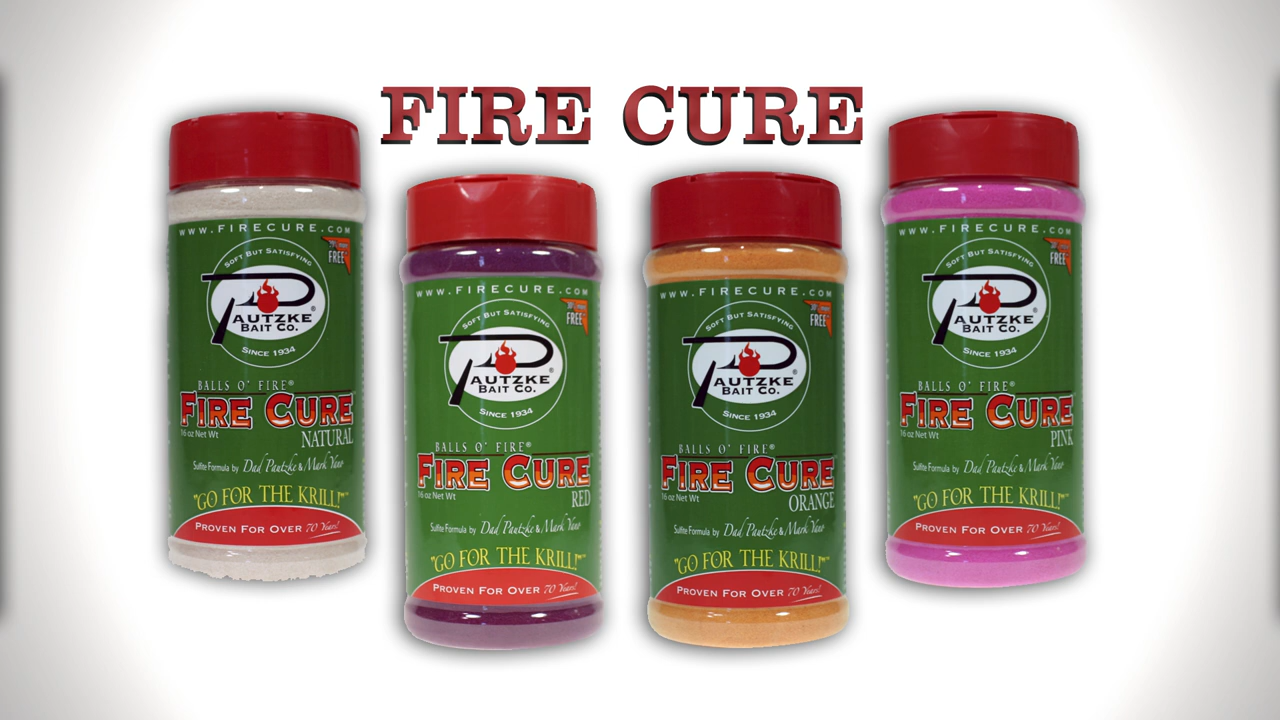 FIRE CURE
WWW.FIRECURE.COM
FREE
SOFT BUT SATISFYING
PAUTZKE®
BAIT CO.
SINCE 1934
BALLS O' FIRE®
FIRE CURE
16 oz Net Wt
NATURAL
Sulfite Formula by Dad Pautzke & Mark Yano
"GO FOR THE KRILL!"™
PROVEN FOR OVER 70 Years!
WWW.FIRECURE.COM
FREE
SOFT BUT SATISFYING
PAUTZKE®
BAIT CO.
SINCE 1934
BALLS O' FIRE®
FIRE CURE
16 oz Net Wt
RED
Sulfite Formula by Dad Pautzke & Mark Yano
"GO FOR THE KRILL!"™
PROVEN FOR OVER 70 Years!
WWW.FIRECURE.COM
FREE
SOFT BUT SATISFYING
PAUTZKE®
BAIT CO.
SINCE 1934
BALLS O' FIRE®
FIRE CURE
16 oz Net Wt
ORANGE
Sulfite Formula by Dad Pautzke & Mark Yano
"GO FOR THE KRILL!"™
PROVEN FOR OVER 70 Years!
WWW.FIRECURE.COM
FREE
SOFT BUT SATISFYING
PAUTZKE®
BAIT CO.
SINCE 1934
BALLS O' FIRE®
FIRE CURE
16 oz Net Wt
PINK
Sulfite Formula by Dad Pautzke & Mark Yano
"GO FOR THE KRILL!"™
PROVEN FOR OVER 70 Years!